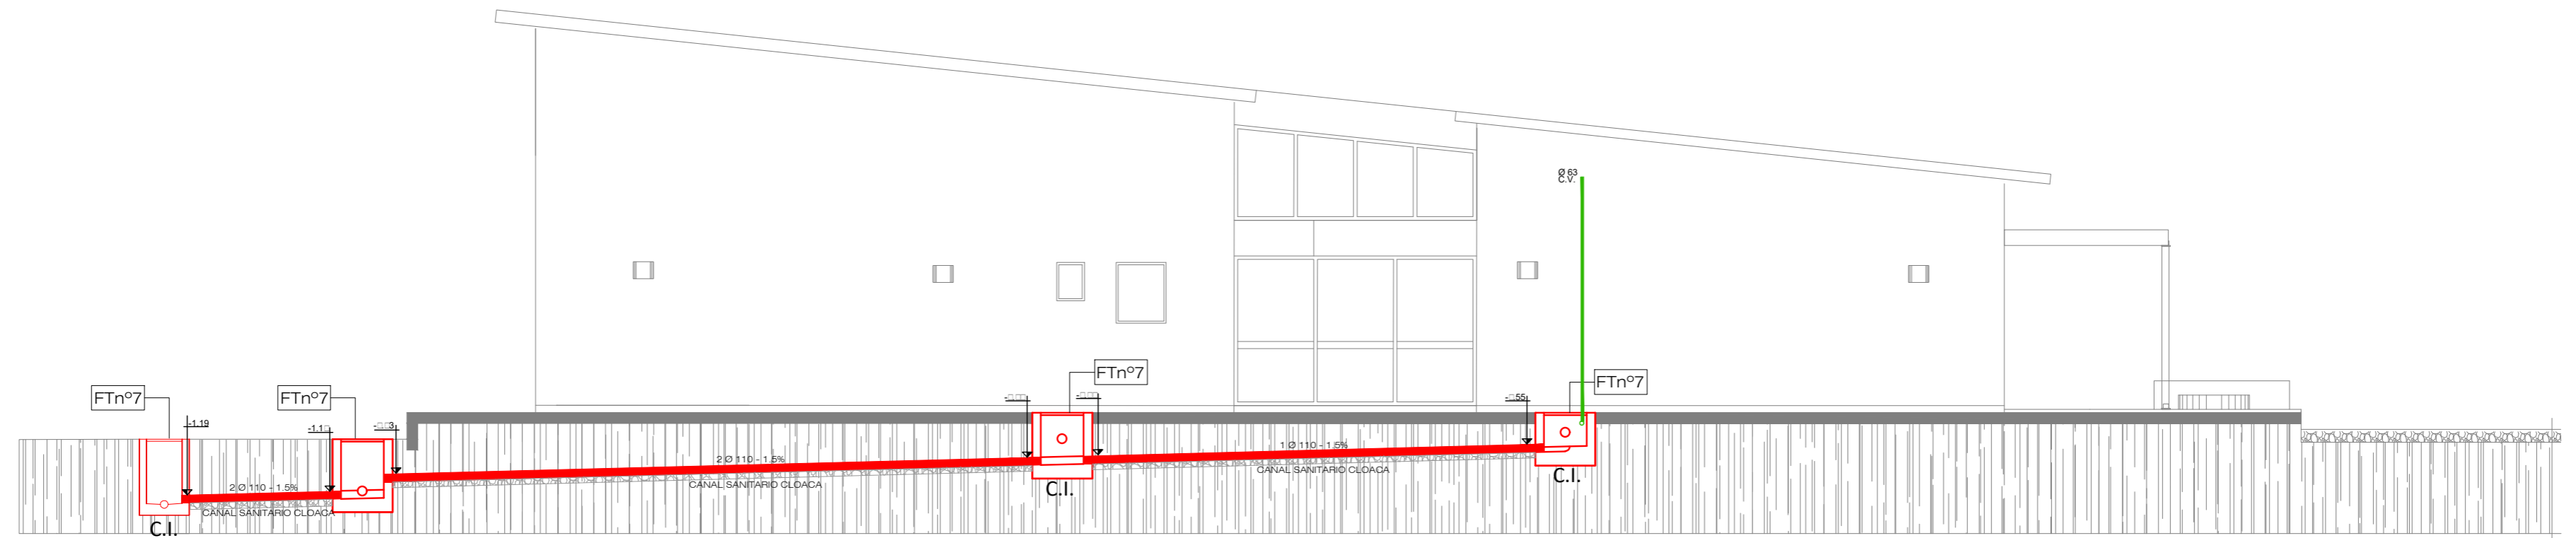 Ø 63
C.V.
FTnº7
FTnº7
FTnº7
FTnº7
-1.19
2 Ø 110 - 1.5%
CANAL SANITARIO CLOACA
2 Ø 110 - 1.5%
CANAL SANITARIO CLOACA
1 Ø 110 - 1.5%
CANAL SANITARIO CLOACA
C.I.
C.I.
C.I.